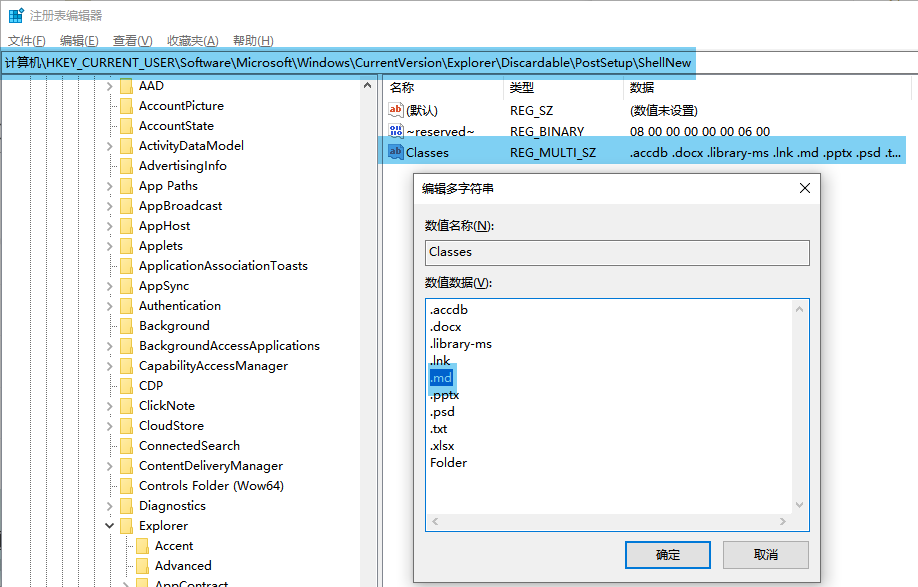 注册表编辑器
文件(F) 编辑(E) 查看(V) 收藏夹(A) 帮助(H)
计算机\HKEY_CURRENT_USER\Software\Microsoft\Windows\CurrentVersion\Explorer\Discardable\PostSetup\ShellNew
AAD
AccountPicture
AccountState
ActivityDataModel
AdvertisingInfo
App Paths
AppBroadcast
AppHost
Applets
ApplicationAssociationToasts
AppSync
Authentication
Background
BackgroundAccessApplications
CapabilityAccessManager
CDP
ClickNote
CloudStore
ConnectedSearch
ContentDeliveryManager
Controls Folder (Wow64)
Diagnostics
Explorer
Accent
Advanced
AppContract
名称 类型 数据
ab (默认) REG_SZ (数值未设置)
~reserved~ REG_BINARY 08 00 00 00 00 00 06 00
ab Classes REG_MULTI_SZ .accdb .docx .library-ms .lnk .md .pptx .psd .t...
编辑多字符串
数值名称(N):
Classes
数值数据(V):
.accdb
.docx
.library-ms
.lnk
.md
.pptx
.psd
.txt
.xlsx
Folder
确定 取消